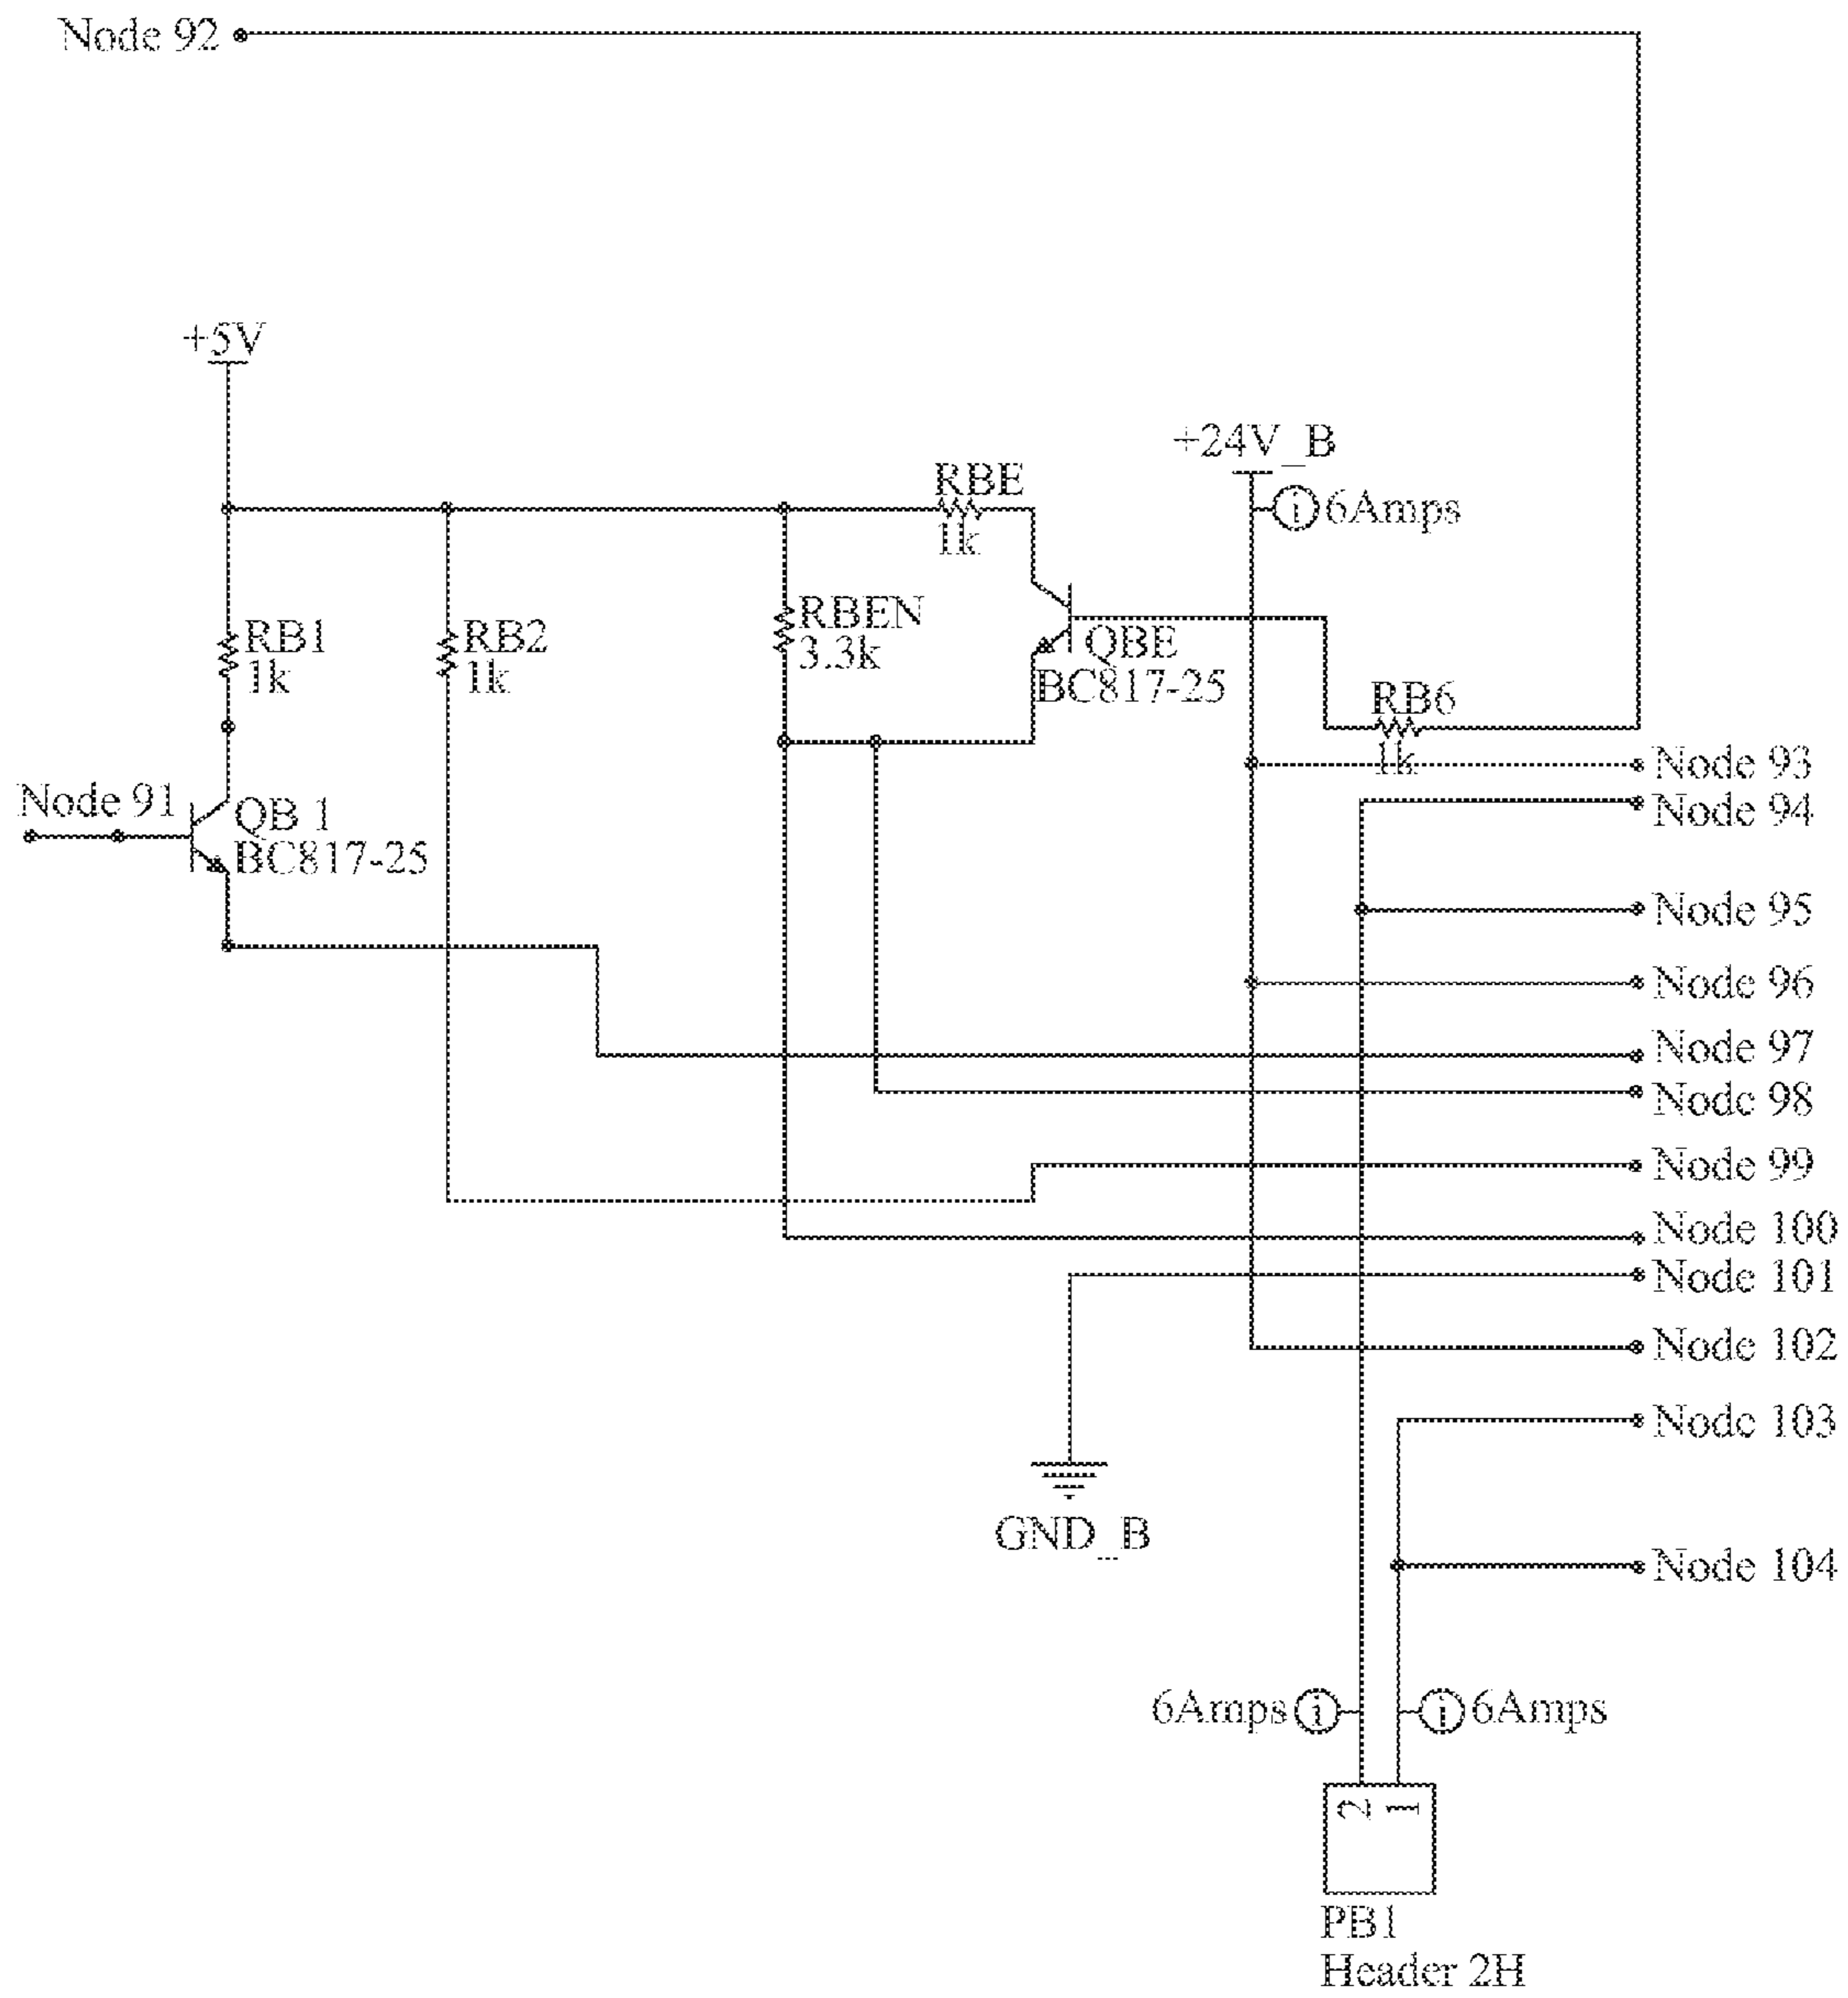 Node 92
+5V
+24V_B
RBE
1k
i 6Amps
RB1
1k
RB2
1k
RBEN
3.3k
QBE
BC817-25
RB6
1k
Node 93
Node 91
QB 1
BC817-25
Node 94
Node 95
Node 96
Node 97
Node 98
Node 99
Node 100
Node 101
Node 102
Node 103
GND_B
Node 104
6Amps i
i 6Amps
2
1
PB1
Header 2H